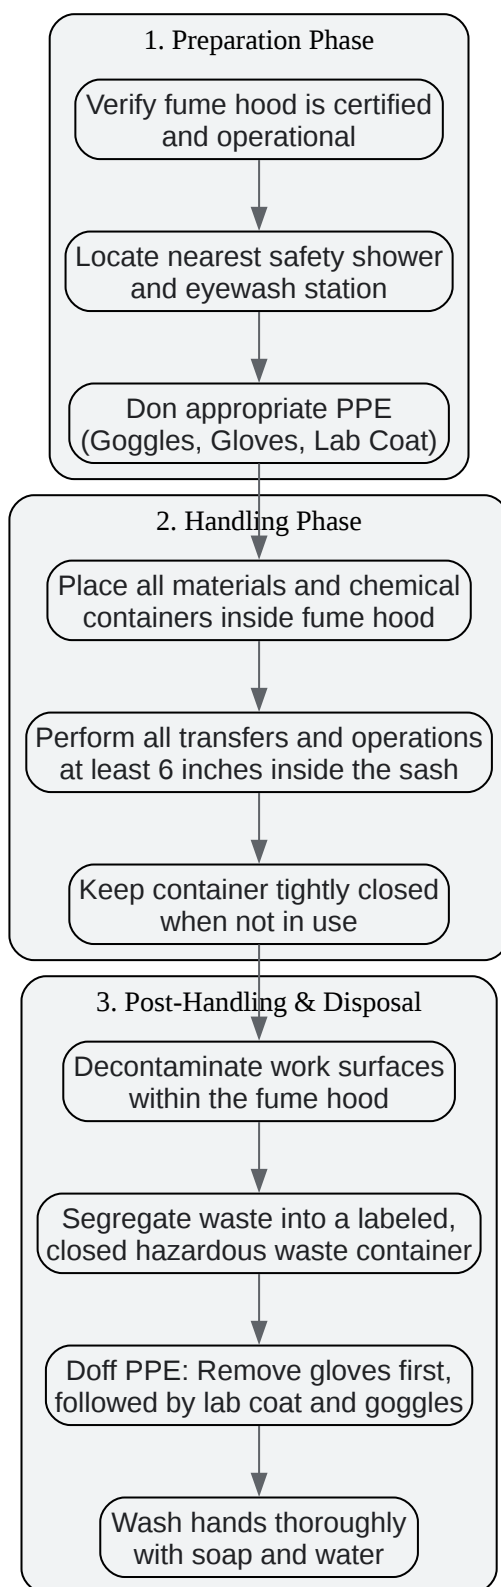 1. Preparation Phase
Verify fume hood is certified
and operational
Locate nearest safety shower
and eyewash station
Don appropriate PPE
(Goggles, Gloves, Lab Coat)
2. Handling Phase
Place all materials and chemical
containers inside fume hood
Perform all transfers and operations
at least 6 inches inside the sash
Keep container tightly closed
when not in use
3. Post-Handling & Disposal
Decontaminate work surfaces
within the fume hood
Segregate waste into a labeled,
closed hazardous waste container
Doff PPE: Remove gloves first,
followed by lab coat and goggles
Wash hands thoroughly
with soap and water